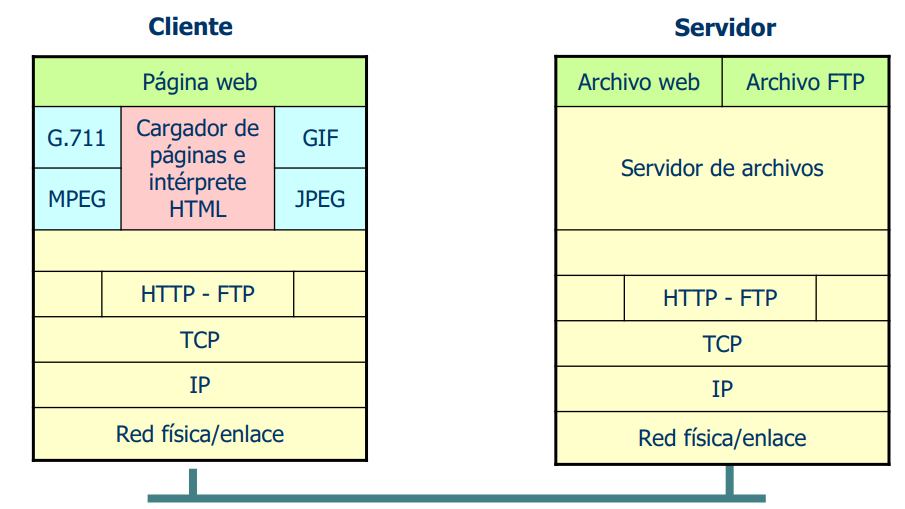 Cliente
Página web
G.711
MPEG
Cargador de
páginas e
intérprete
HTML
GIF
JPEG
HTTP - FTP
TCP
IP
Red física/enlace
Servidor
Archivo web
Archivo FTP
Servidor de archivos
HTTP - FTP
TCP
IP
Red física/enlace